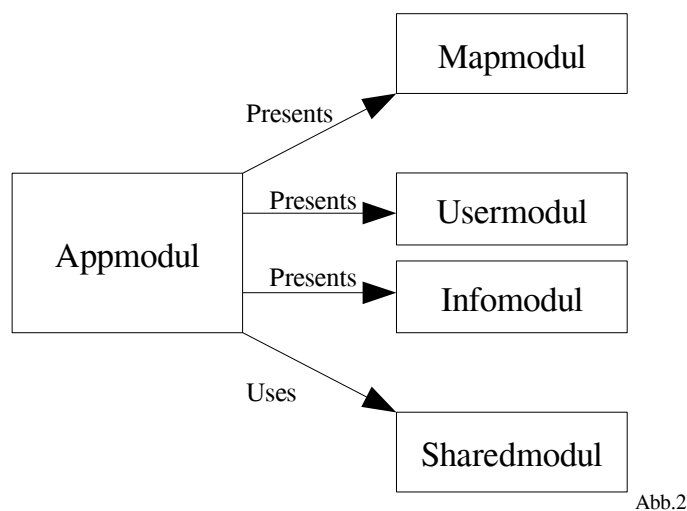 Mapmodul
Presents
Presents
Usermodul
Appmodul
Presents
Infomodul
Uses
Sharedmodul
Abb.2